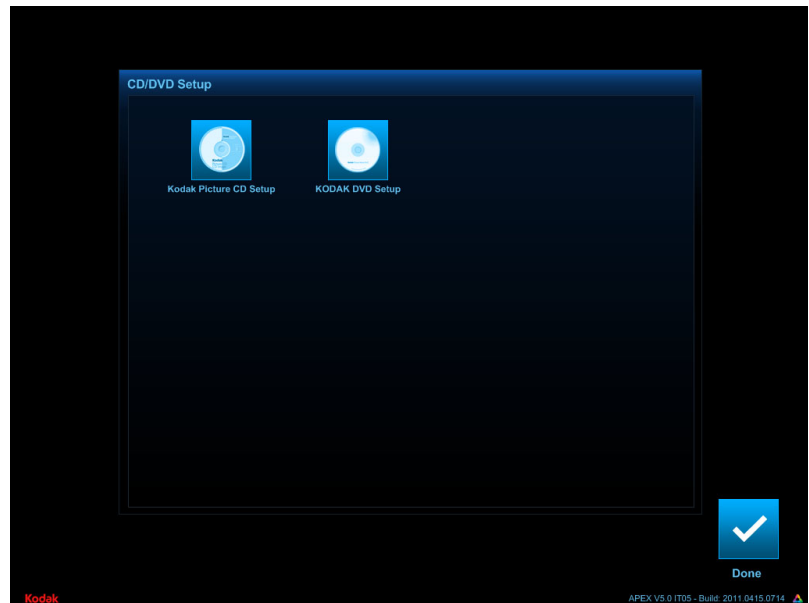 CD/DVD Setup
Kodak Picture CD Setup
KODAK DVD Setup
Done
Kodak
APEX V5.0 IT05 - Build: 2011.0415.0714